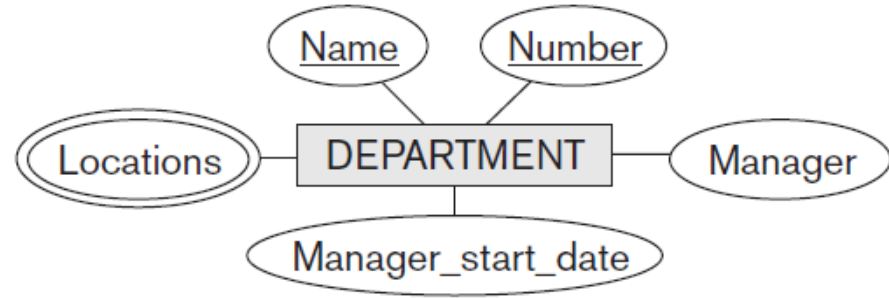 Name
Number
Locations
DEPARTMENT
Manager
Manager_start_date